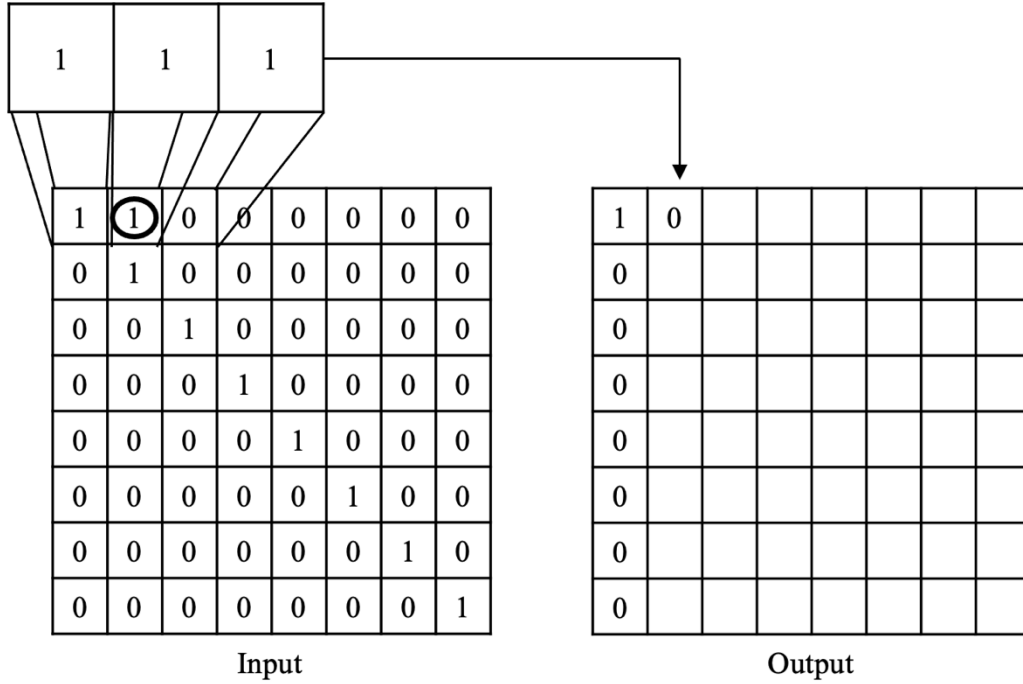 1 1 1
1 1 0 0 0 0 0 0 1 0
0 1 0 0 0 0 0 0 0
0 0 1 0 0 0 0 0 0
0 0 0 1 0 0 0 0 0
0 0 0 0 1 0 0 0 0
0 0 0 0 0 1 0 0 0
0 0 0 0 0 0 1 0 0
0 0 0 0 0 0 0 1 0
Input Output